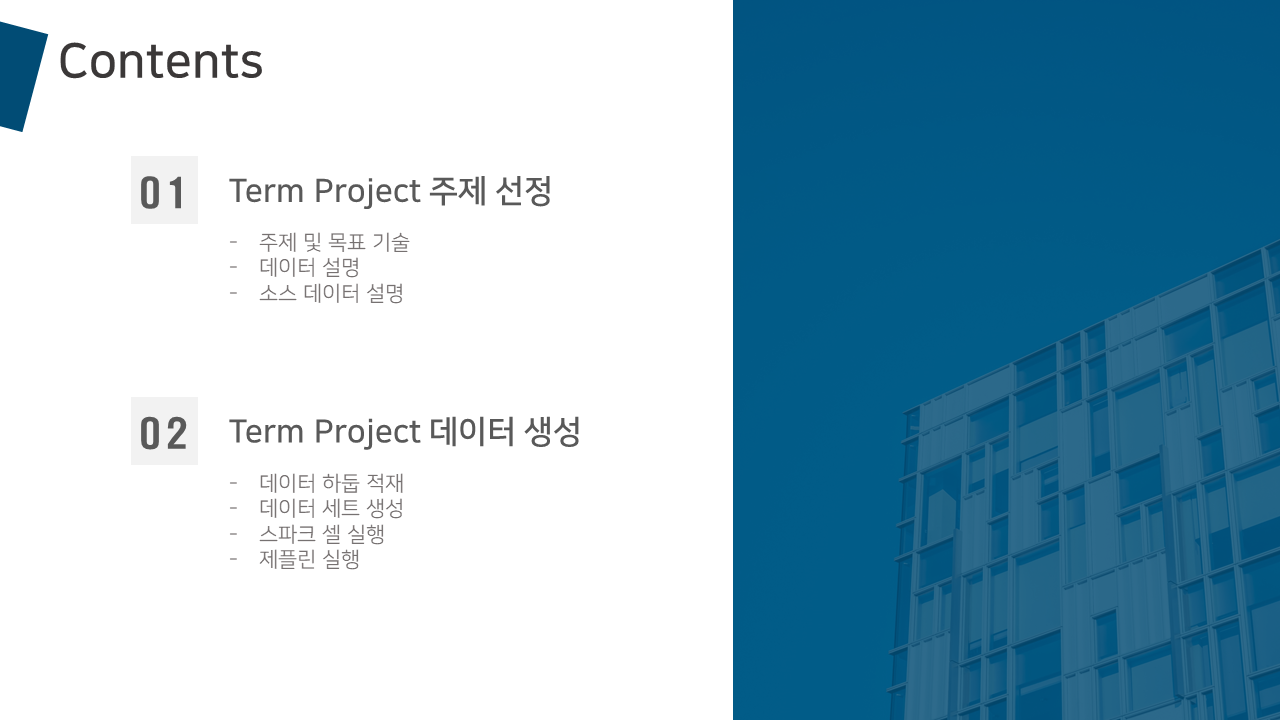 Contents
01
Term Project 주제 선정
- 주제 및 목표 기술
- 데이터 설명
- 소스 데이터 설명
02
Term Project 데이터 생성
- 데이터 하둡 적재
- 데이터 세트 생성
- 스파크 셸 실행
- 제플린 실행